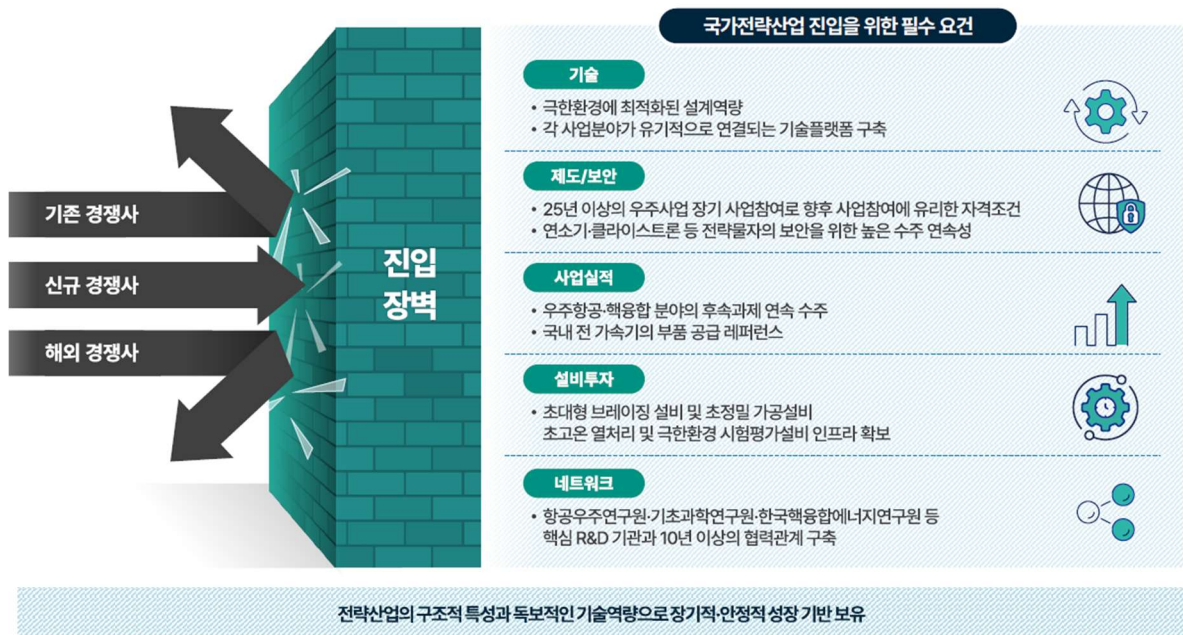 국가전략산업 진입을 위한 필수 요건
기존 경쟁사
신규 경쟁사
해외 경쟁사
진입
장벽
기술
• 극한환경에 최적화된 설계역량
• 각 사업분야가 유기적으로 연결되는 기술플랫폼 구축
제도/보안
• 25년 이상의 우주사업 장기 사업참여로 향후 사업참여에 유리한 자격조건
• 연소기·클라이스트론 등 전략물자의 보안을 위한 높은 수주 연속성
사업실적
• 우주항공·핵융합 분야의 후속과제 연속 수주
• 국내 전 가속기의 부품 공급 레퍼런스
설비투자
• 초대형 브레이징 설비 및 초정밀 가공설비
초고온 열처리 및 극한환경 시험평가설비 인프라 확보
네트워크
• 항공우주연구원·기초과학연구원·한국핵융합에너지연구원 등
핵심 R&D 기관과 10년 이상의 협력관계 구축
전략산업의 구조적 특성과 독보적인 기술역량으로 장기적·안정적 성장 기반 보유